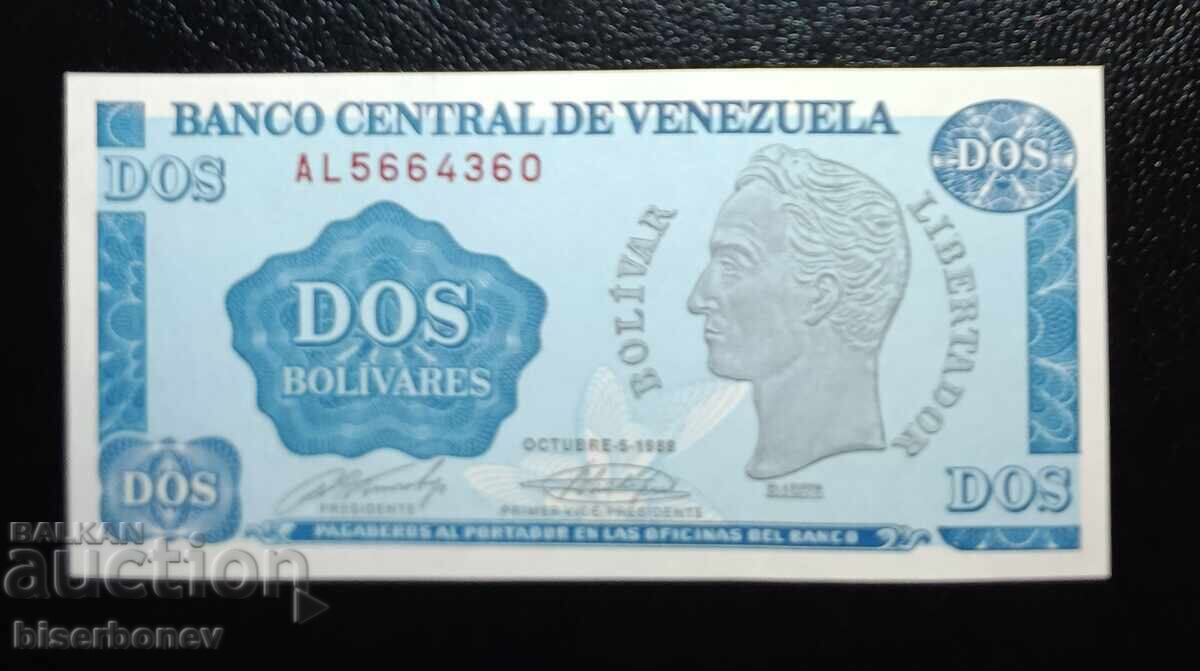 BANCO CENTRAL DE VENEZUELA
DOS
AL5664360
DOS
BOLÍVAR
LIBERTADOR
DOS
BOLÍVARES
OCTUBRE-5-1989
DOS
DOS
PRESIDENTE
PRIMER VICE PRESIDENTE
PAGADEROS AL PORTADOR EN LAS OFICINAS DEL BANCO
BALKAN
auction
biserbonev